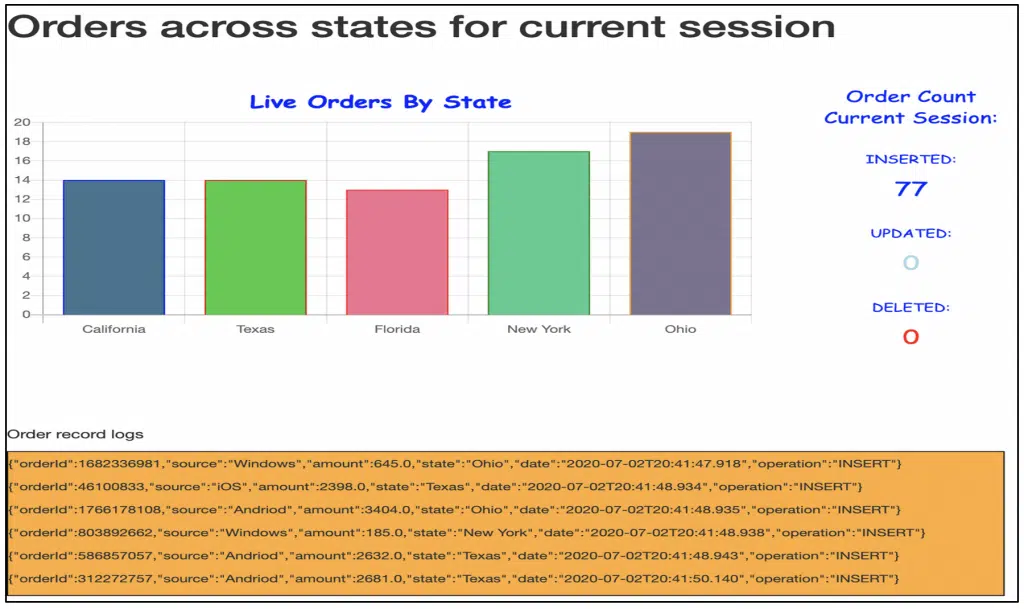 Orders across states for current session
Live Orders By State
20
18
16
14
12
10
8
6
4
2
0
California
Texas
Florida
New York
Ohio
Order Count
Current Session:
INSERTED:
77
UPDATED:
0
DELETED:
0
Order record logs
{"orderId":1682336981,"source":"Windows","amount":645.0,"state":"Ohio","date":"2020-07-02T20:41:47.918","operation":"INSERT"}
{"orderId":46100833,"source":"iOS","amount":2398.0,"state":"Texas","date":"2020-07-02T20:41:48.934","operation":"INSERT"}
{"orderId":1766178108,"source":"Andriod","amount":3404.0,"state":"Ohio","date":"2020-07-02T20:41:48.935","operation":"INSERT"}
{"orderId":803892662,"source":"Windows","amount":185.0,"state":"New York","date":"2020-07-02T20:41:48.938","operation":"INSERT"}
{"orderId":586857057,"source":"Andriod","amount":2632.0,"state":"Texas","date":"2020-07-02T20:41:48.943","operation":"INSERT"}
{"orderId":312272757,"source":"Andriod","amount":2681.0,"state":"Texas","date":"2020-07-02T20:41:50.140","operation":"INSERT"}